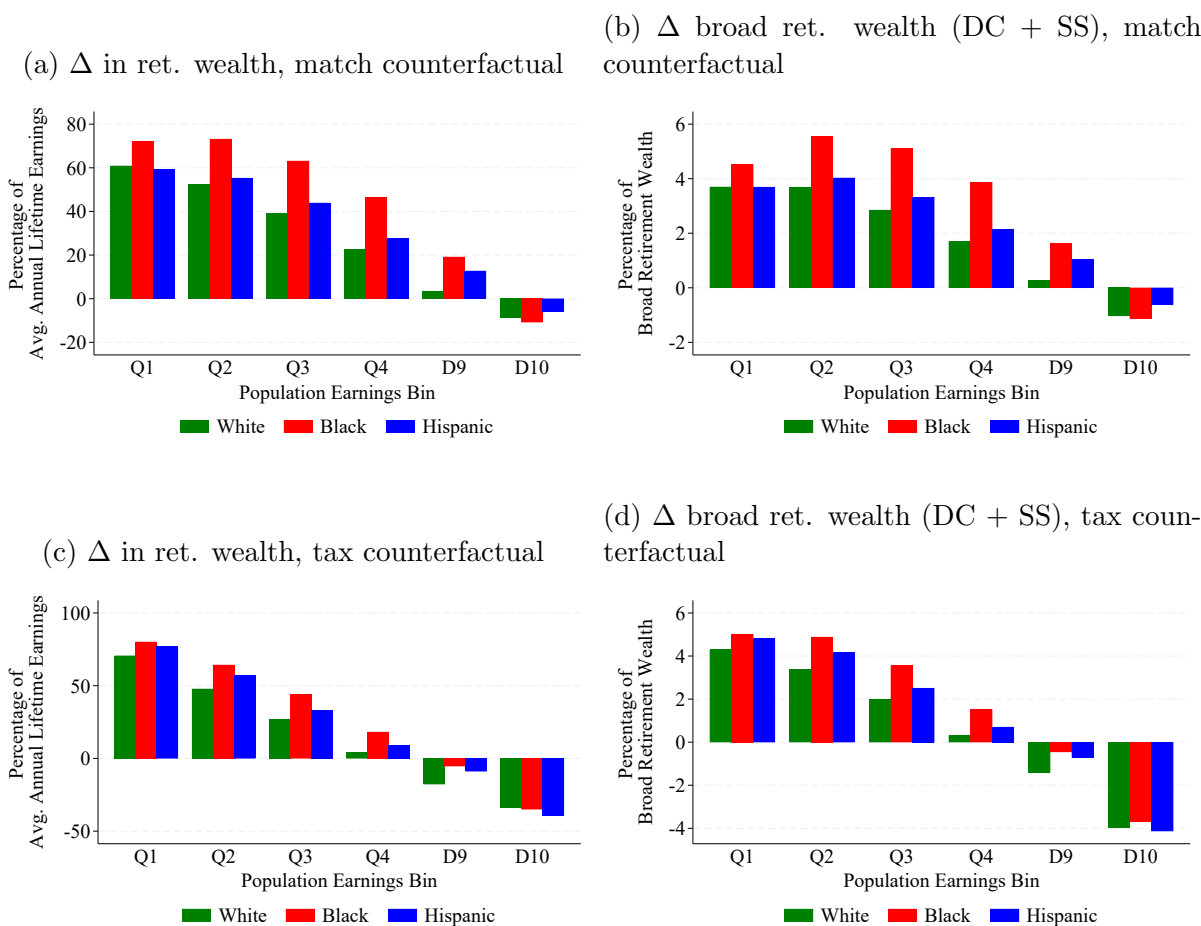 (a) Δ in ret. wealth, match counterfactual
Percentage of
Avg. Annual Lifetime Earnings
80
60
40
20
0
-20
Q1 Q2 Q3 Q4 D9 D10
Population Earnings Bin
White Black Hispanic
(b) Δ broad ret. wealth (DC + SS), match
counterfactual
Percentage of
Broad Retirement Wealth
6
4
2
0
-2
Q1 Q2 Q3 Q4 D9 D10
Population Earnings Bin
White Black Hispanic
(c) Δ in ret. wealth, tax counterfactual
Percentage of
Avg. Annual Lifetime Earnings
100
50
0
-50
Q1 Q2 Q3 Q4 D9 D10
Population Earnings Bin
White Black Hispanic
(d) Δ broad ret. wealth (DC + SS), tax coun-
terfactual
Percentage of
Broad Retirement Wealth
6
4
2
0
-2
-4
Q1 Q2 Q3 Q4 D9 D10
Population Earnings Bin
White Black Hispanic